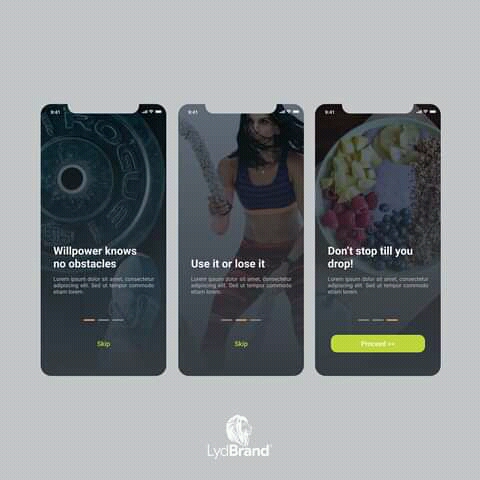 9:41
ROGUE
Willpower knows
no obstacles
Lorem ipsum dolor sit amet, consectetur
adipiscing elit. Sed ut tempor commodo
etiam lorem.
Skip
9:41
Use it or lose it
Lorem ipsum dolor sit amet, consectetur
adipiscing elit. Sed ut tempor commodo
etiam lorem.
Skip
9:41
Don't stop till you
drop!
Lorem ipsum dolor sit amet, consectetur
adipiscing elit. Sed ut tempor commodo
etiam lorem.
Proceed >>
LydBrand